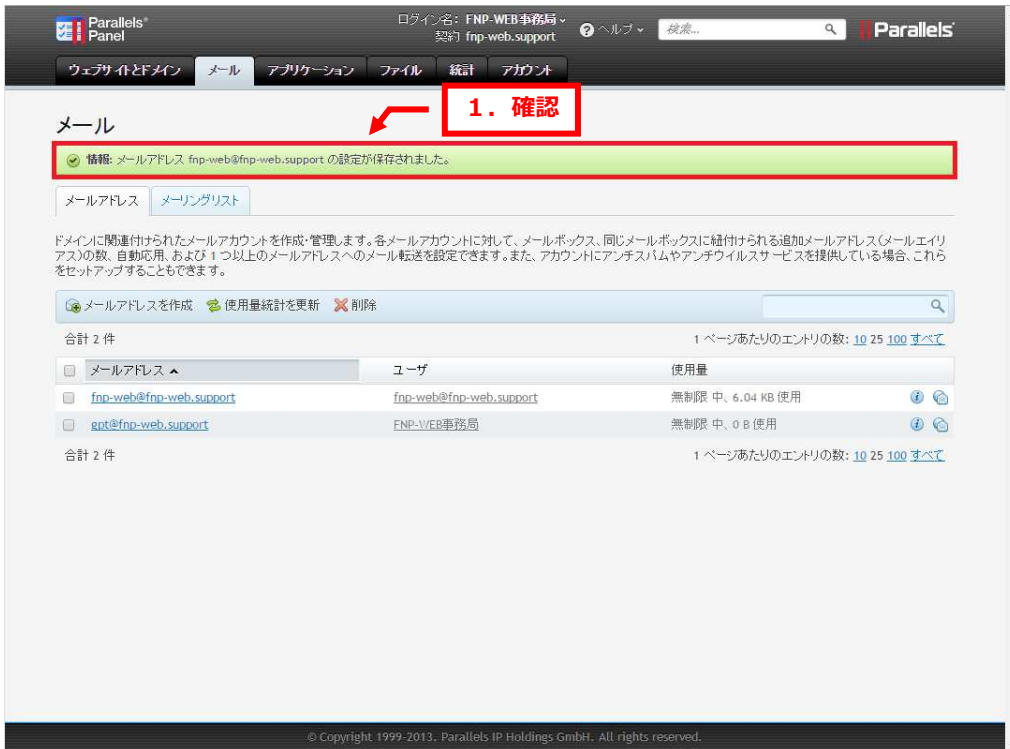 Parallels® Panel
ログイン名: FNP-WEB事務局
契約 fnp-web.support
ヘルプ
検索...
Parallels®
ウェブサイトとドメイン メール アプリケーション ファイル 統計 アカウント
1. 確認
メール
情報: メールアドレス fnp-web@fnp-web.support の設定が保存されました。
メールアドレス メーリングリスト
ドメインに関連付けられたメールアカウントを作成・管理します。各メールアカウントに対して、メールボックス、同じメールボックスに紐付けられる追加メールアドレス(メールエイリ
アス)の数、自動応用、および 1 つ以上のメールアドレスへのメール転送を設定できます。また、アカウントにアンチスパムやアンチウイルスサービスを提供している場合、これら
をセットアップすることもできます。
メールアドレスを作成 使用量統計を更新 削除
合計 2 件 1 ページあたりのエントリの数: 10 25 100 すべて
メールアドレス ▲ ユーザ 使用量
fnp-web@fnp-web.support fnp-web@fnp-web.support 無制限 中、6.04 KB 使用
gpt@fnp-web.support FNP-WEB事務局 無制限 中、0 B 使用
合計 2 件 1 ページあたりのエントリの数: 10 25 100 すべて
© Copyright 1999-2013. Parallels IP Holdings GmbH. All rights reserved.